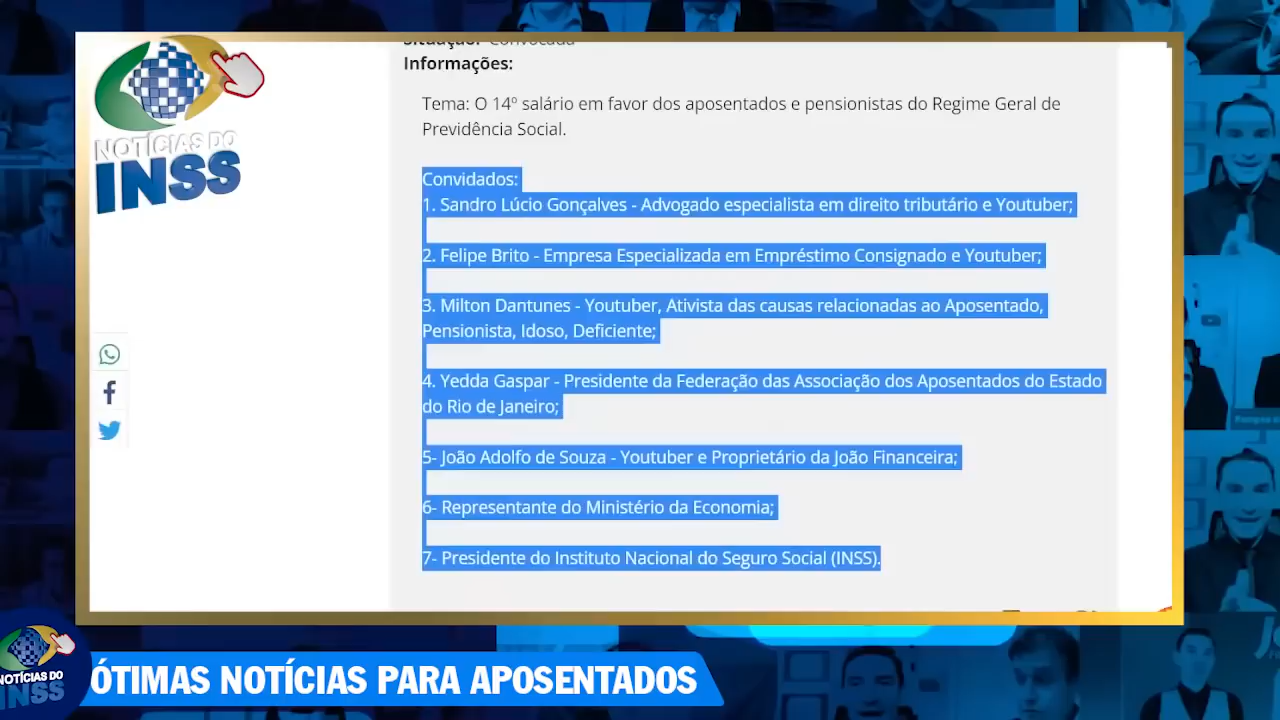 Situação: Convocada
Informações:
Tema: O 14º salário em favor dos aposentados e pensionistas do Regime Geral de
Previdência Social.
Convidados:
1. Sandro Lúcio Gonçalves - Advogado especialista em direito tributário e Youtuber;
2. Felipe Brito - Empresa Especializada em Empréstimo Consignado e Youtuber;
3. Milton Dantunes - Youtuber, Ativista das causas relacionadas ao Aposentado,
Pensionista, Idoso, Deficiente;
4. Yedda Gaspar - Presidente da Federação das Associação dos Aposentados do Estado
do Rio de Janeiro;
5- João Adolfo de Souza - Youtuber e Proprietário da João Financeira;
6- Representante do Ministério da Economia;
7- Presidente do Instituto Nacional do Seguro Social (INSS).
NOTÍCIAS DO
INSS
NOTÍCIAS DO
INSS
ÓTIMAS NOTÍCIAS PARA APOSENTADOS